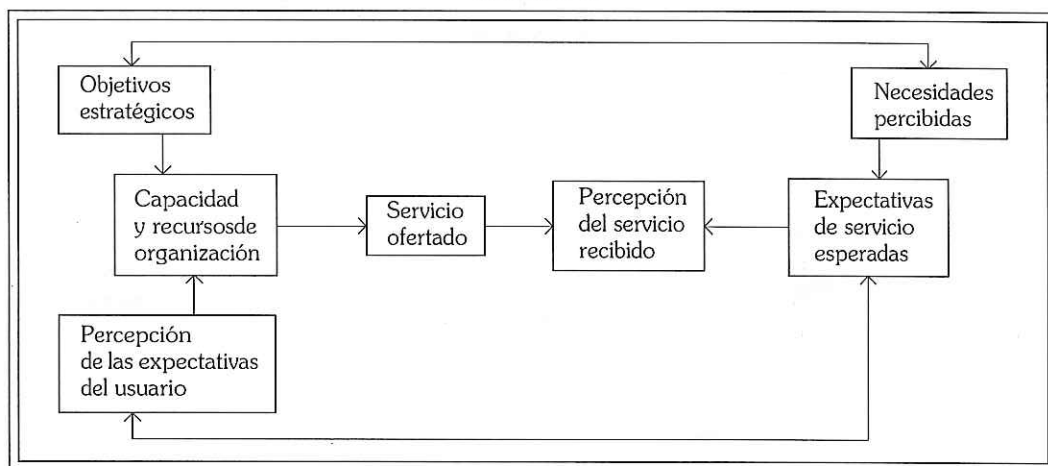 Objetivos
estratégicos
Necesidades
percibidas
Capacidad
y recursosde
organización
Servicio
ofertado
Percepción
del servicio
recibido
Expectativas
de servicio
esperadas
Percepción
de las expectativas
del usuario